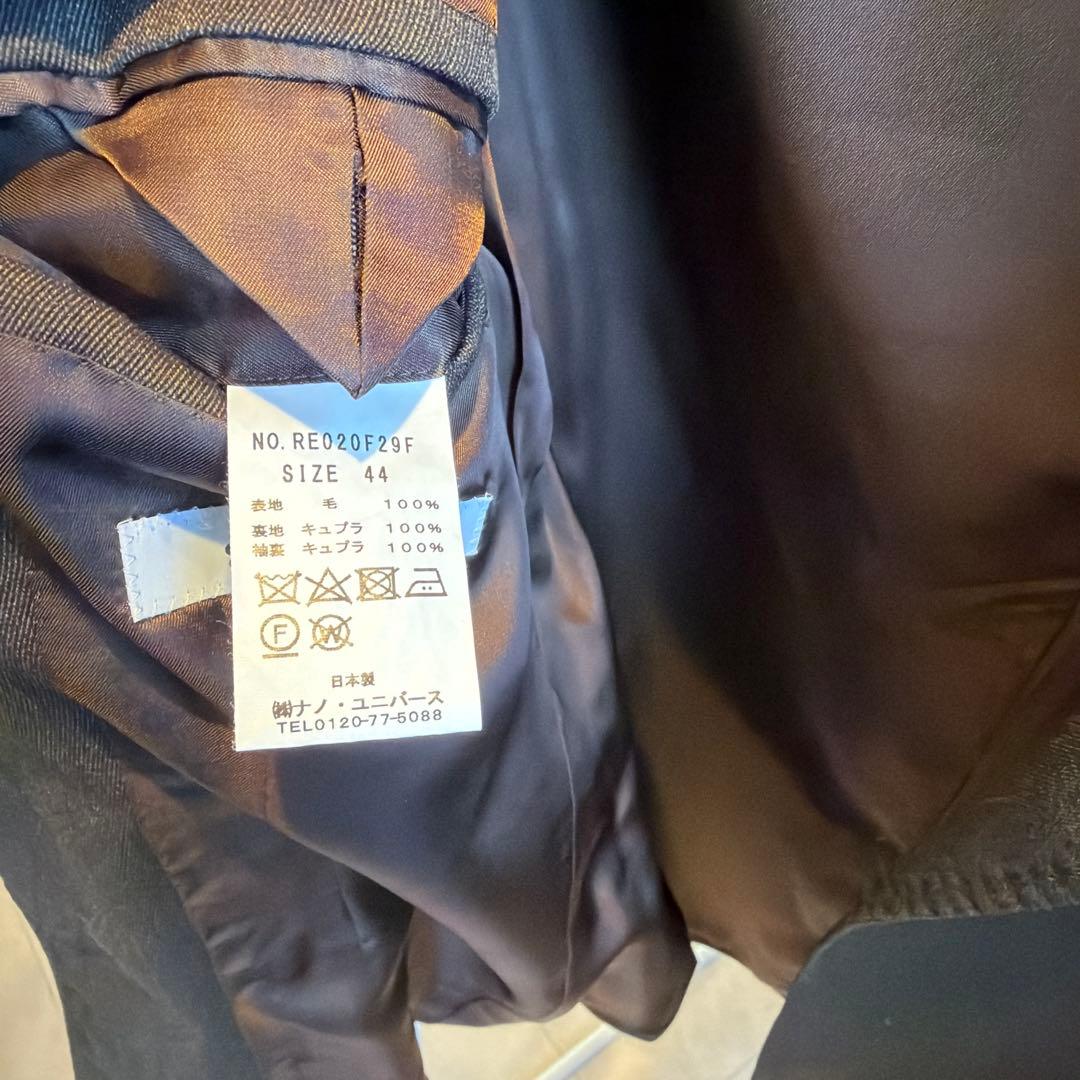 NO. RE020F29F
SIZE 44
表地 毛 100%
裏地 キュプラ 100%
袖裏 キュプラ 100%
F W
日本製
㈱ナノ・ユニバース
TEL0120-77-5088